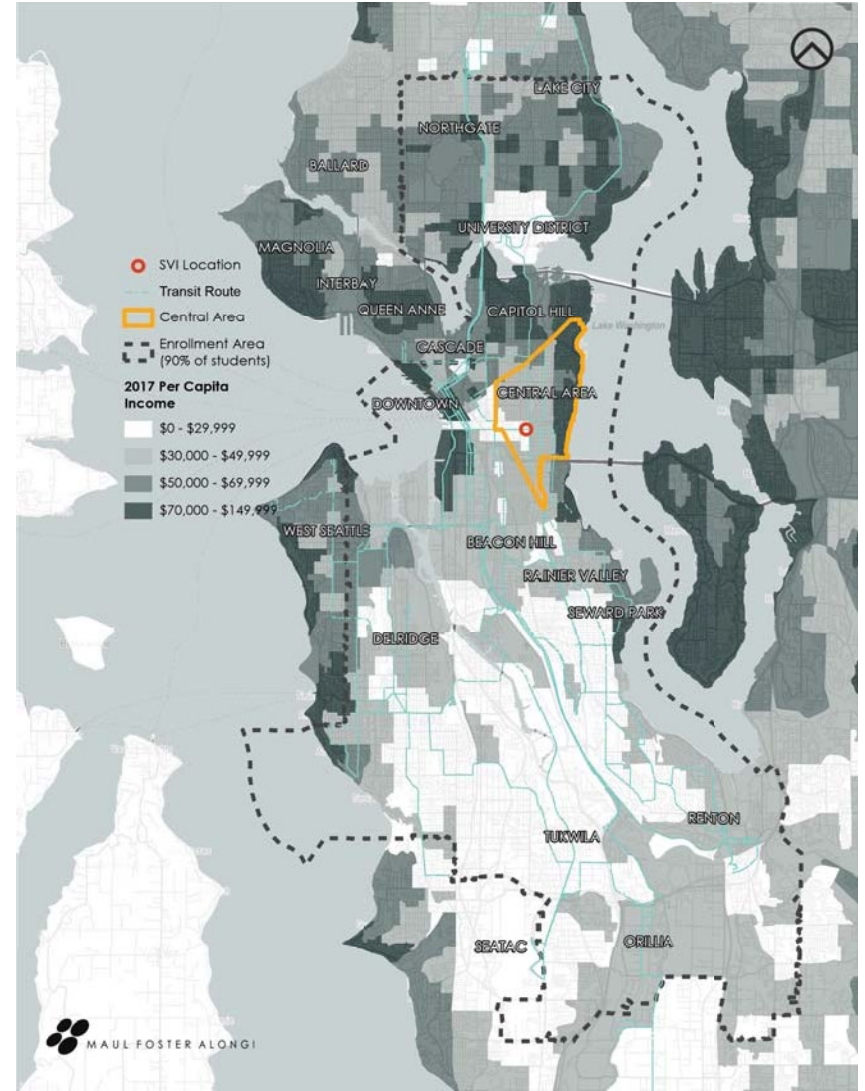 LAKE CITY
NORTHGATE
BALLARD
UNIVERSITY DISTRICT
MAGNOLIA
INTERBAY
QUEEN ANNE
CAPITOL HILL
Lake Washington
CASCADE
CENTRAL AREA
DOWNTOWN
SVI Location
Transit Route
Central Area
Enrollment Area
(90% of students)
2017 Per Capita
Income
$0 - $29,999
$30,000 - $49,999
$50,000 - $69,999
$70,000 - $149,999
WEST SEATTLE
BEACON HILL
RAINIER VALLEY
SEWARD PARK
DELRIDGE
RENTON
TUKWILA
SEATAC
ORILLIA
MAUL FOSTER ALONGI